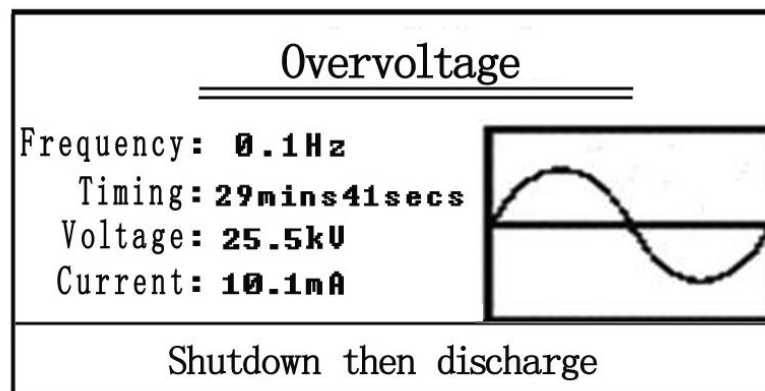 Overvoltage
Frequency: 0.1Hz
Timing: 29mins41secs
Voltage: 25.5kV
Current: 10.1mA
Shutdown then discharge